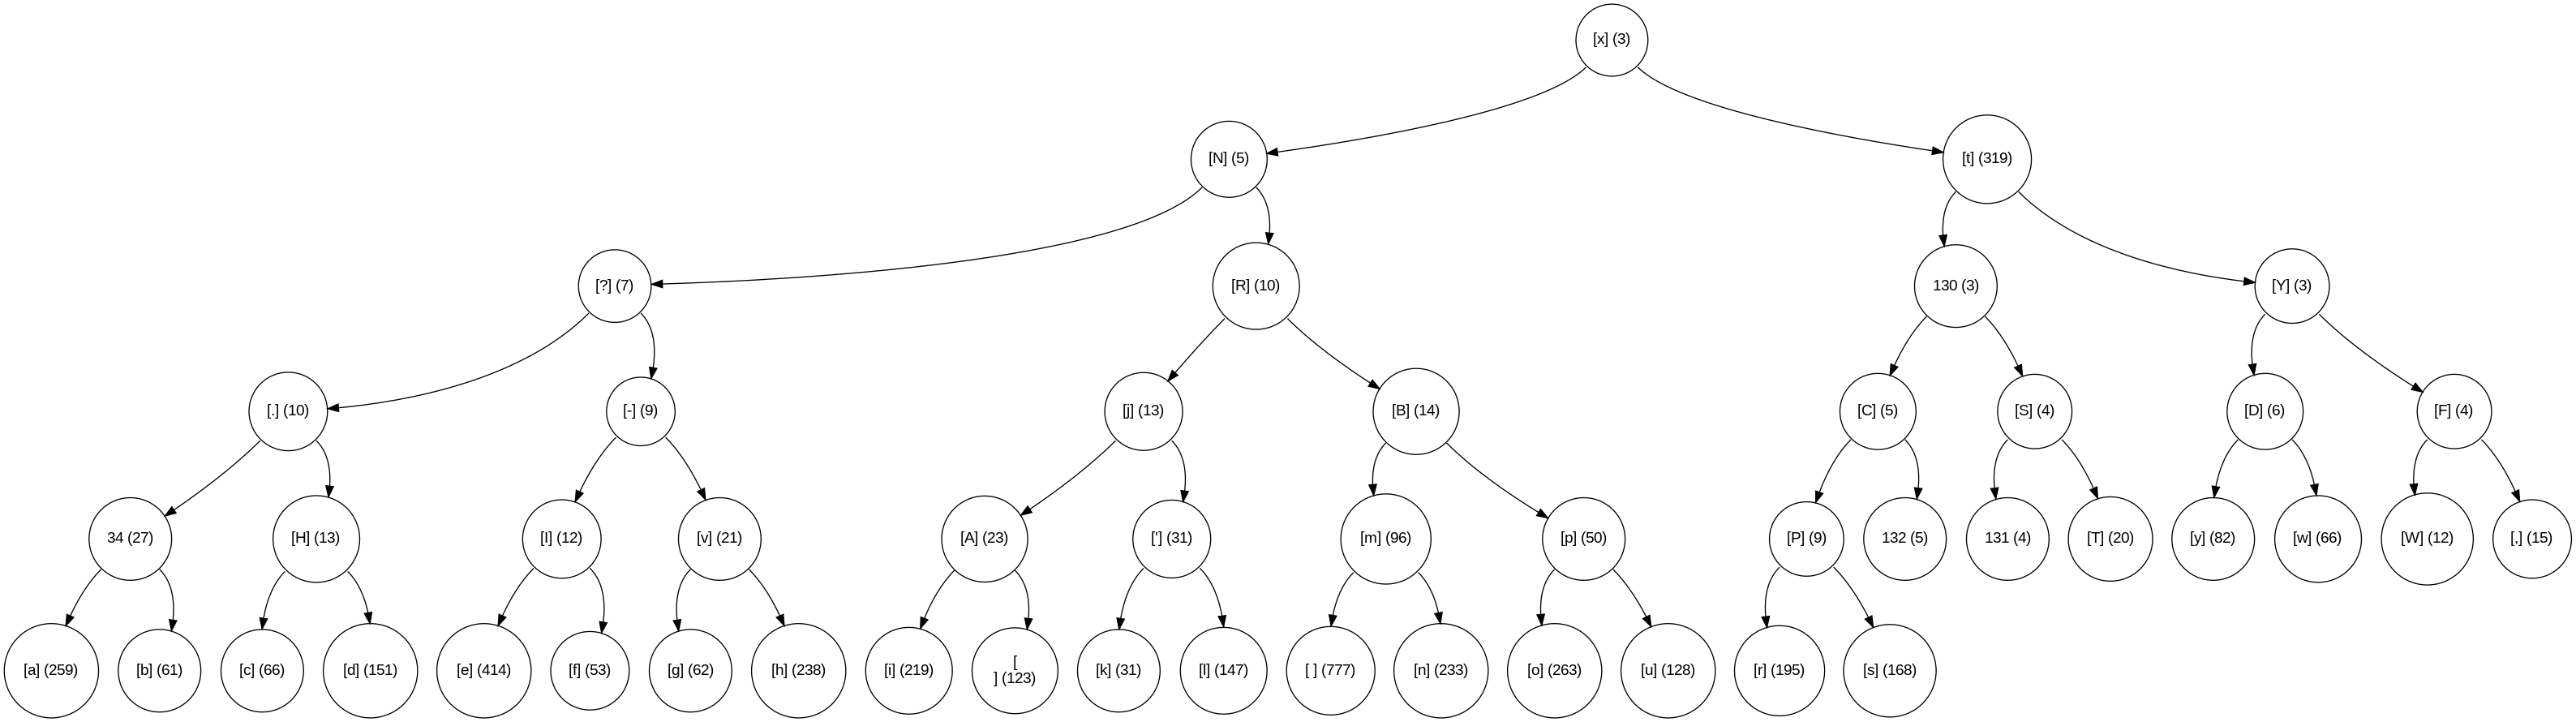 [x] (3)
[N] (5)
[t] (319)
[?] (7)
[R] (10)
130 (3)
[Y] (3)
[.] (10)
[-] (9)
[j] (13)
[B] (14)
[C] (5)
[S] (4)
[D] (6)
[F] (4)
34 (27)
[H] (13)
[I] (12)
[v] (21)
[A] (23)
['] (31)
[m] (96)
[p] (50)
[P] (9)
132 (5)
131 (4)
[T] (20)
[y] (82)
[w] (66)
[W] (12)
[,] (15)
[a] (259)
[b] (61)
[c] (66)
[d] (151)
[e] (414)
[f] (53)
[g] (62)
[h] (238)
[i] (219)
[
] (123)
[k] (31)
[l] (147)
[ ] (777)
[n] (233)
[o] (263)
[u] (128)
[r] (195)
[s] (168)